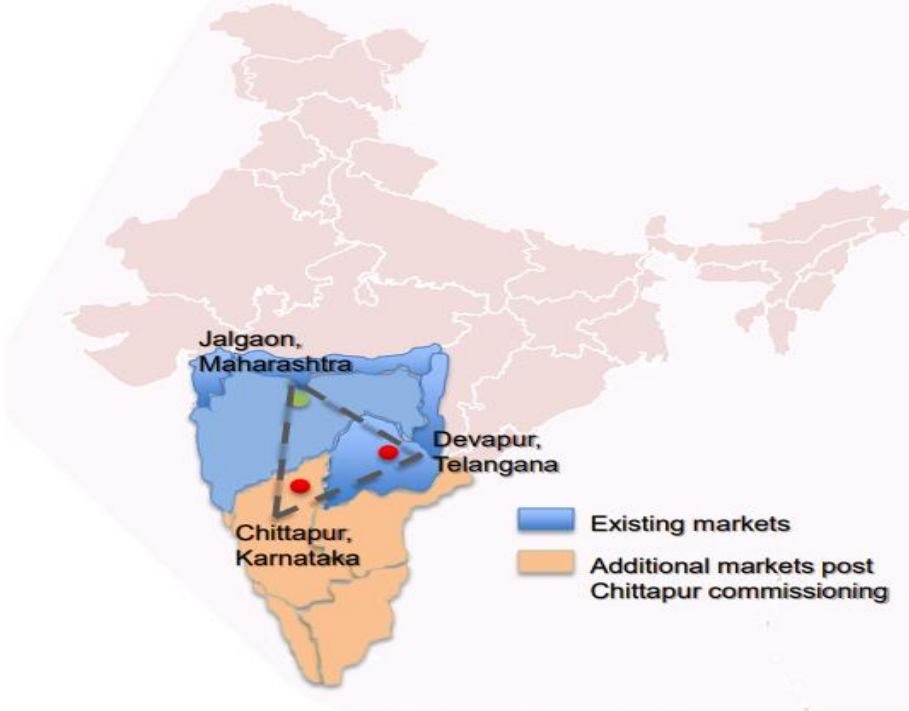 Jalgaon,
Maharashtra
Devapur,
Telangana
Chittapur,
Karnataka
Existing markets
Additional markets post
Chittapur commissioning